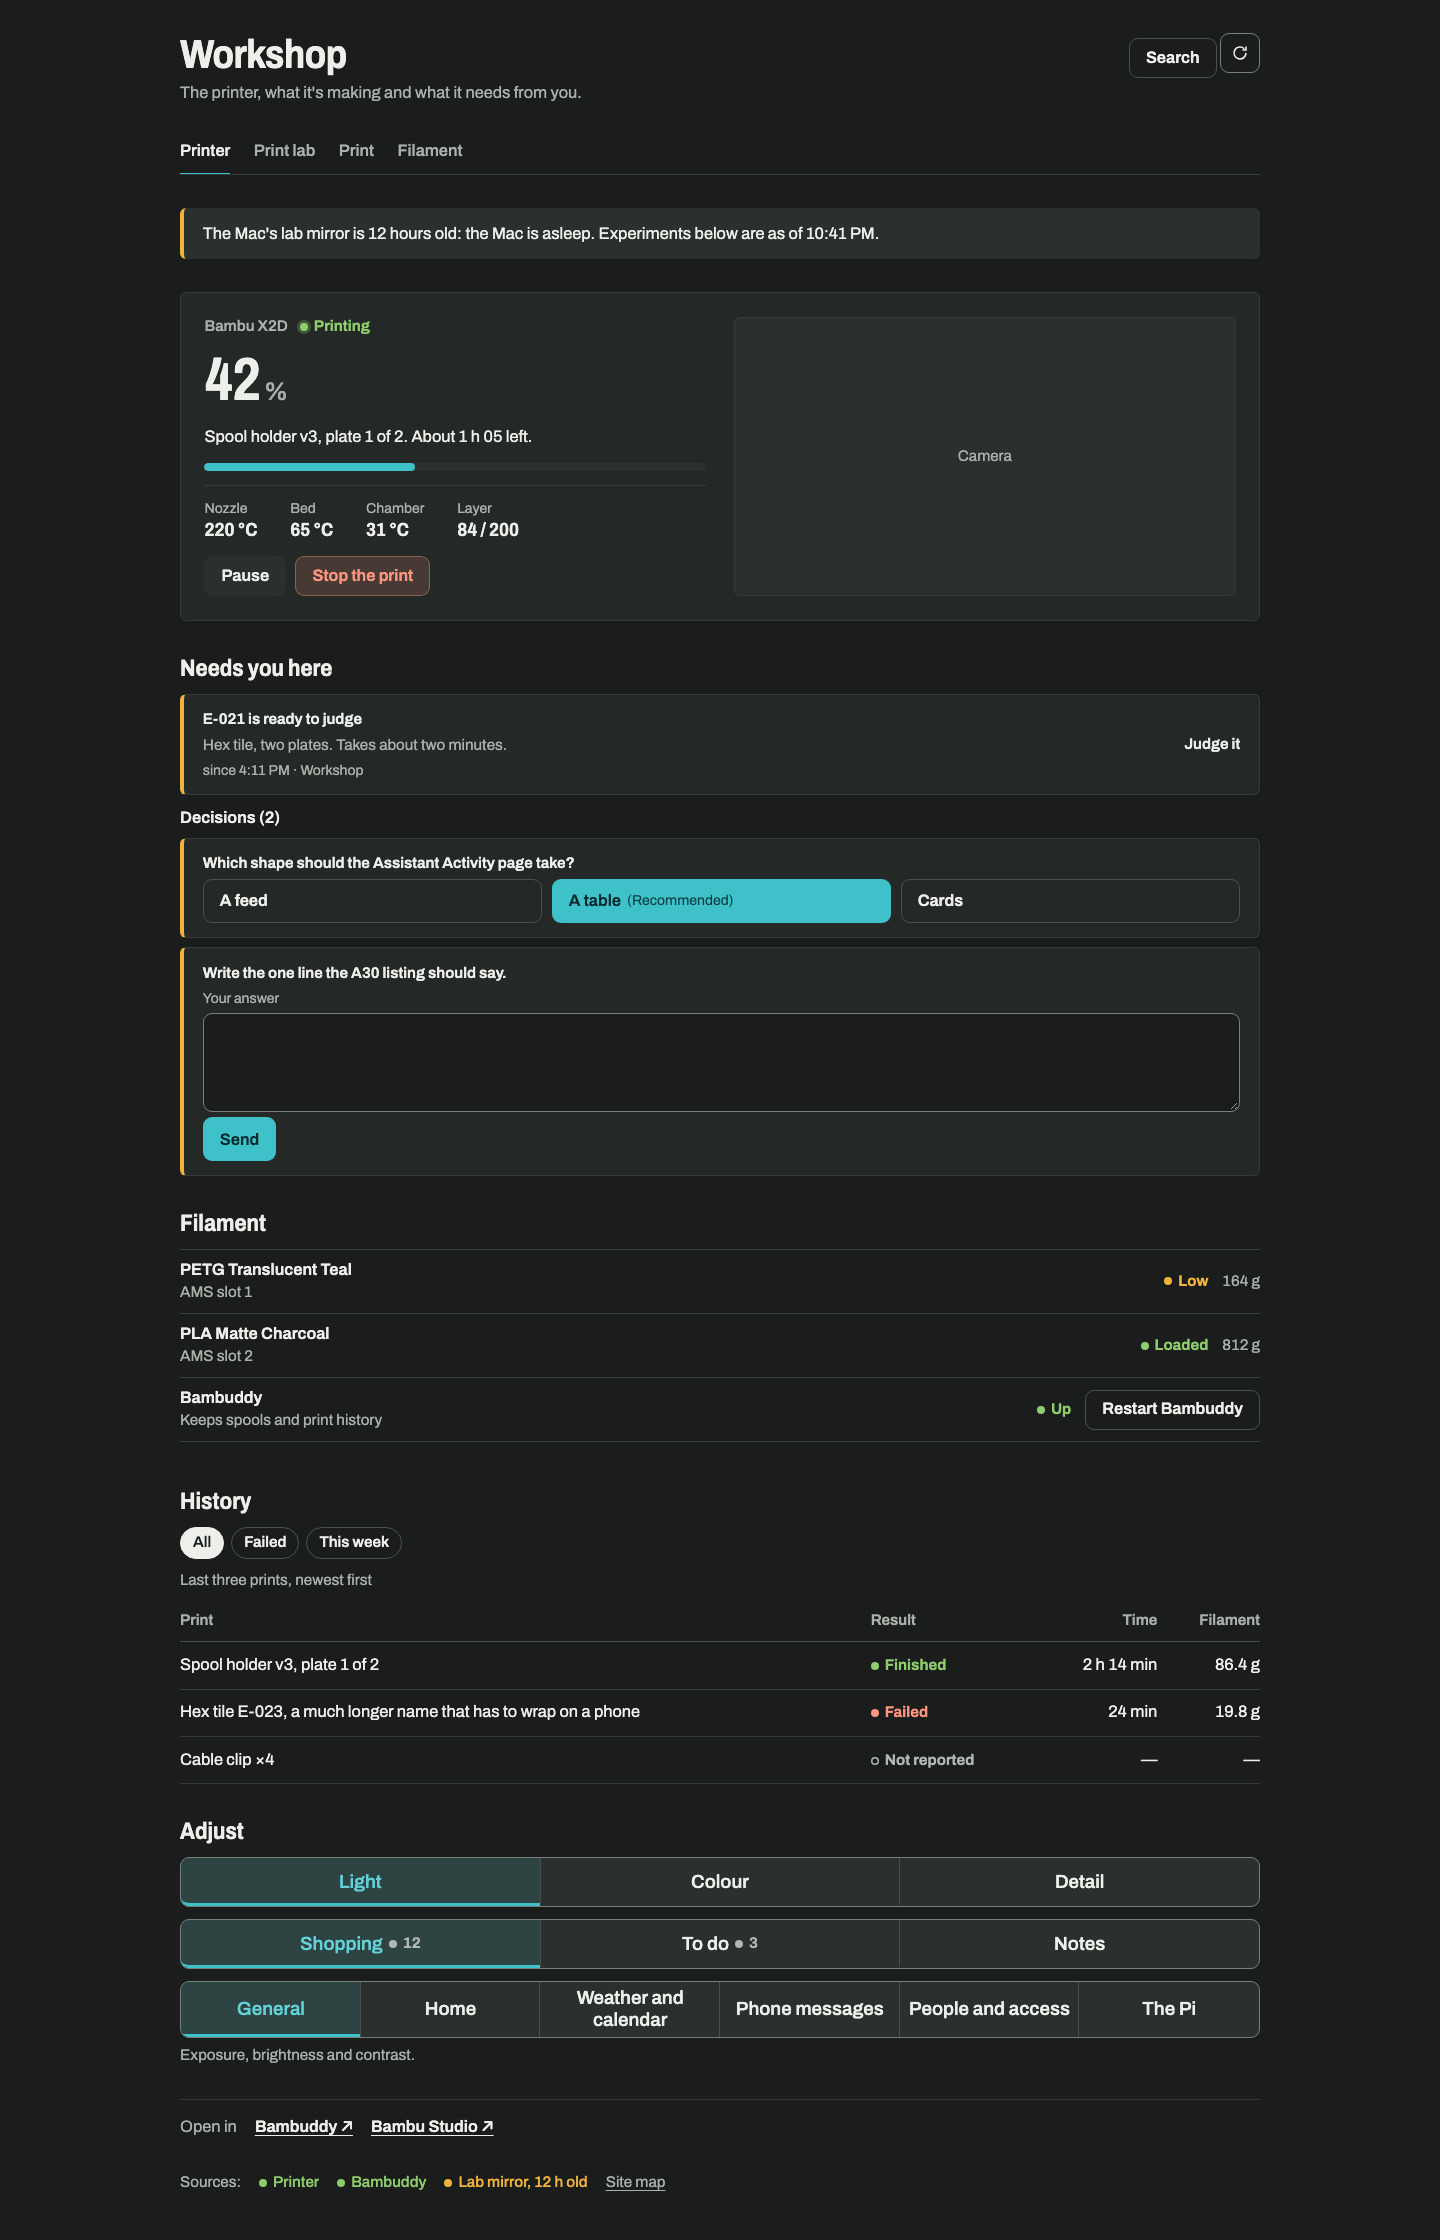 Workshop
Search
The printer, what it's making and what it needs from you.
Printer Print lab Print Filament
The Mac's lab mirror is 12 hours old: the Mac is asleep. Experiments below are as of 10:41 PM.
Bambu X2D Printing
42 %
Spool holder v3, plate 1 of 2. About 1 h 05 left.
Nozzle Bed Chamber Layer
220 °C 65 °C 31 °C 84 / 200
Pause Stop the print
Camera
Needs you here
E-021 is ready to judge
Hex tile, two plates. Takes about two minutes.
since 4:11 PM · Workshop
Judge it
Decisions (2)
Which shape should the Assistant Activity page take?
A feed A table (Recommended) Cards
Write the one line the A30 listing should say.
Your answer
Send
Filament
PETG Translucent Teal
AMS slot 1
Low 164 g
PLA Matte Charcoal
AMS slot 2
Loaded 812 g
Bambuddy
Keeps spools and print history
Up Restart Bambuddy
History
All Failed This week
Last three prints, newest first
Print Result Time Filament
Spool holder v3, plate 1 of 2 Finished 2 h 14 min 86.4 g
Hex tile E-023, a much longer name that has to wrap on a phone Failed 24 min 19.8 g
Cable clip ×4 Not reported — —
Adjust
Light Colour Detail
Shopping 12 To do 3 Notes
General Home Weather and calendar Phone messages People and access The Pi
Exposure, brightness and contrast.
Open in Bambuddy ↗ Bambu Studio ↗
Sources: Printer Bambuddy Lab mirror, 12 h old Site map